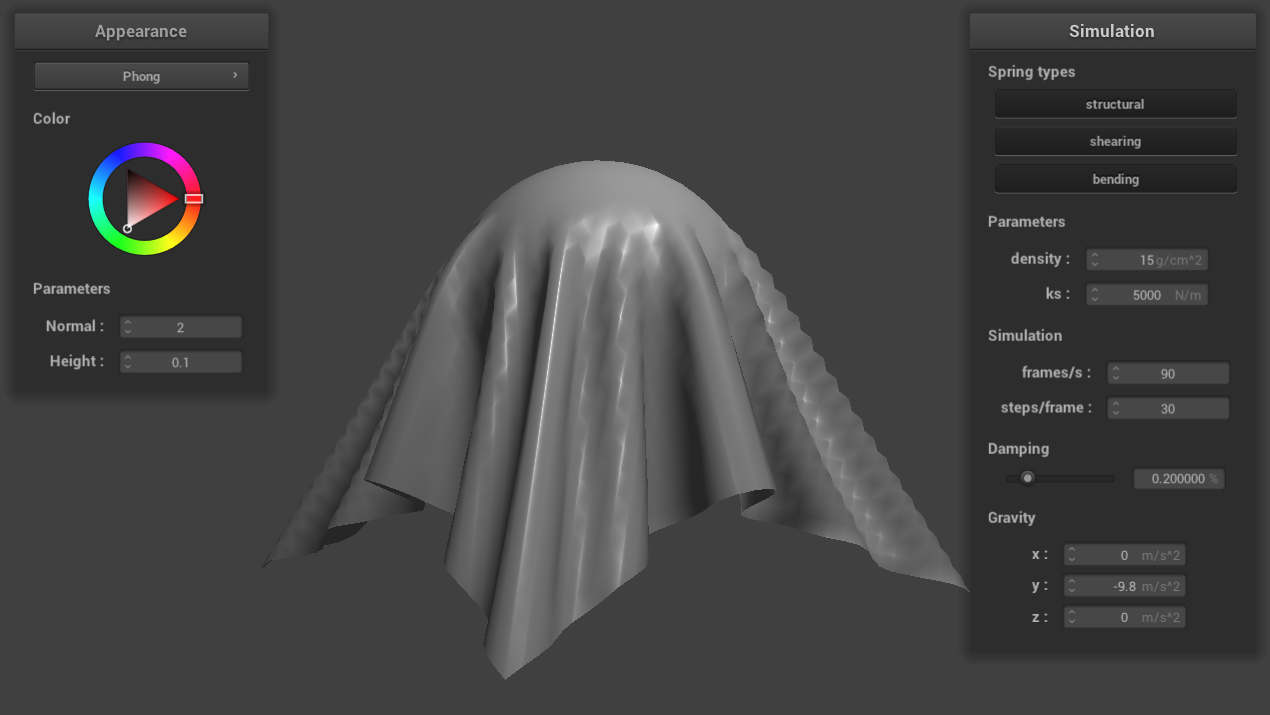 Appearance
Phong
Color
Parameters
Normal : 2
Height : 0.1
Simulation
Spring types
structural
shearing
bending
Parameters
density : 15 g/cm^2
ks : 5000 N/m
Simulation
frames/s : 90
steps/frame : 30
Damping
0.200000 %
Gravity
x : 0 m/s^2
y : -9.8 m/s^2
z : 0 m/s^2